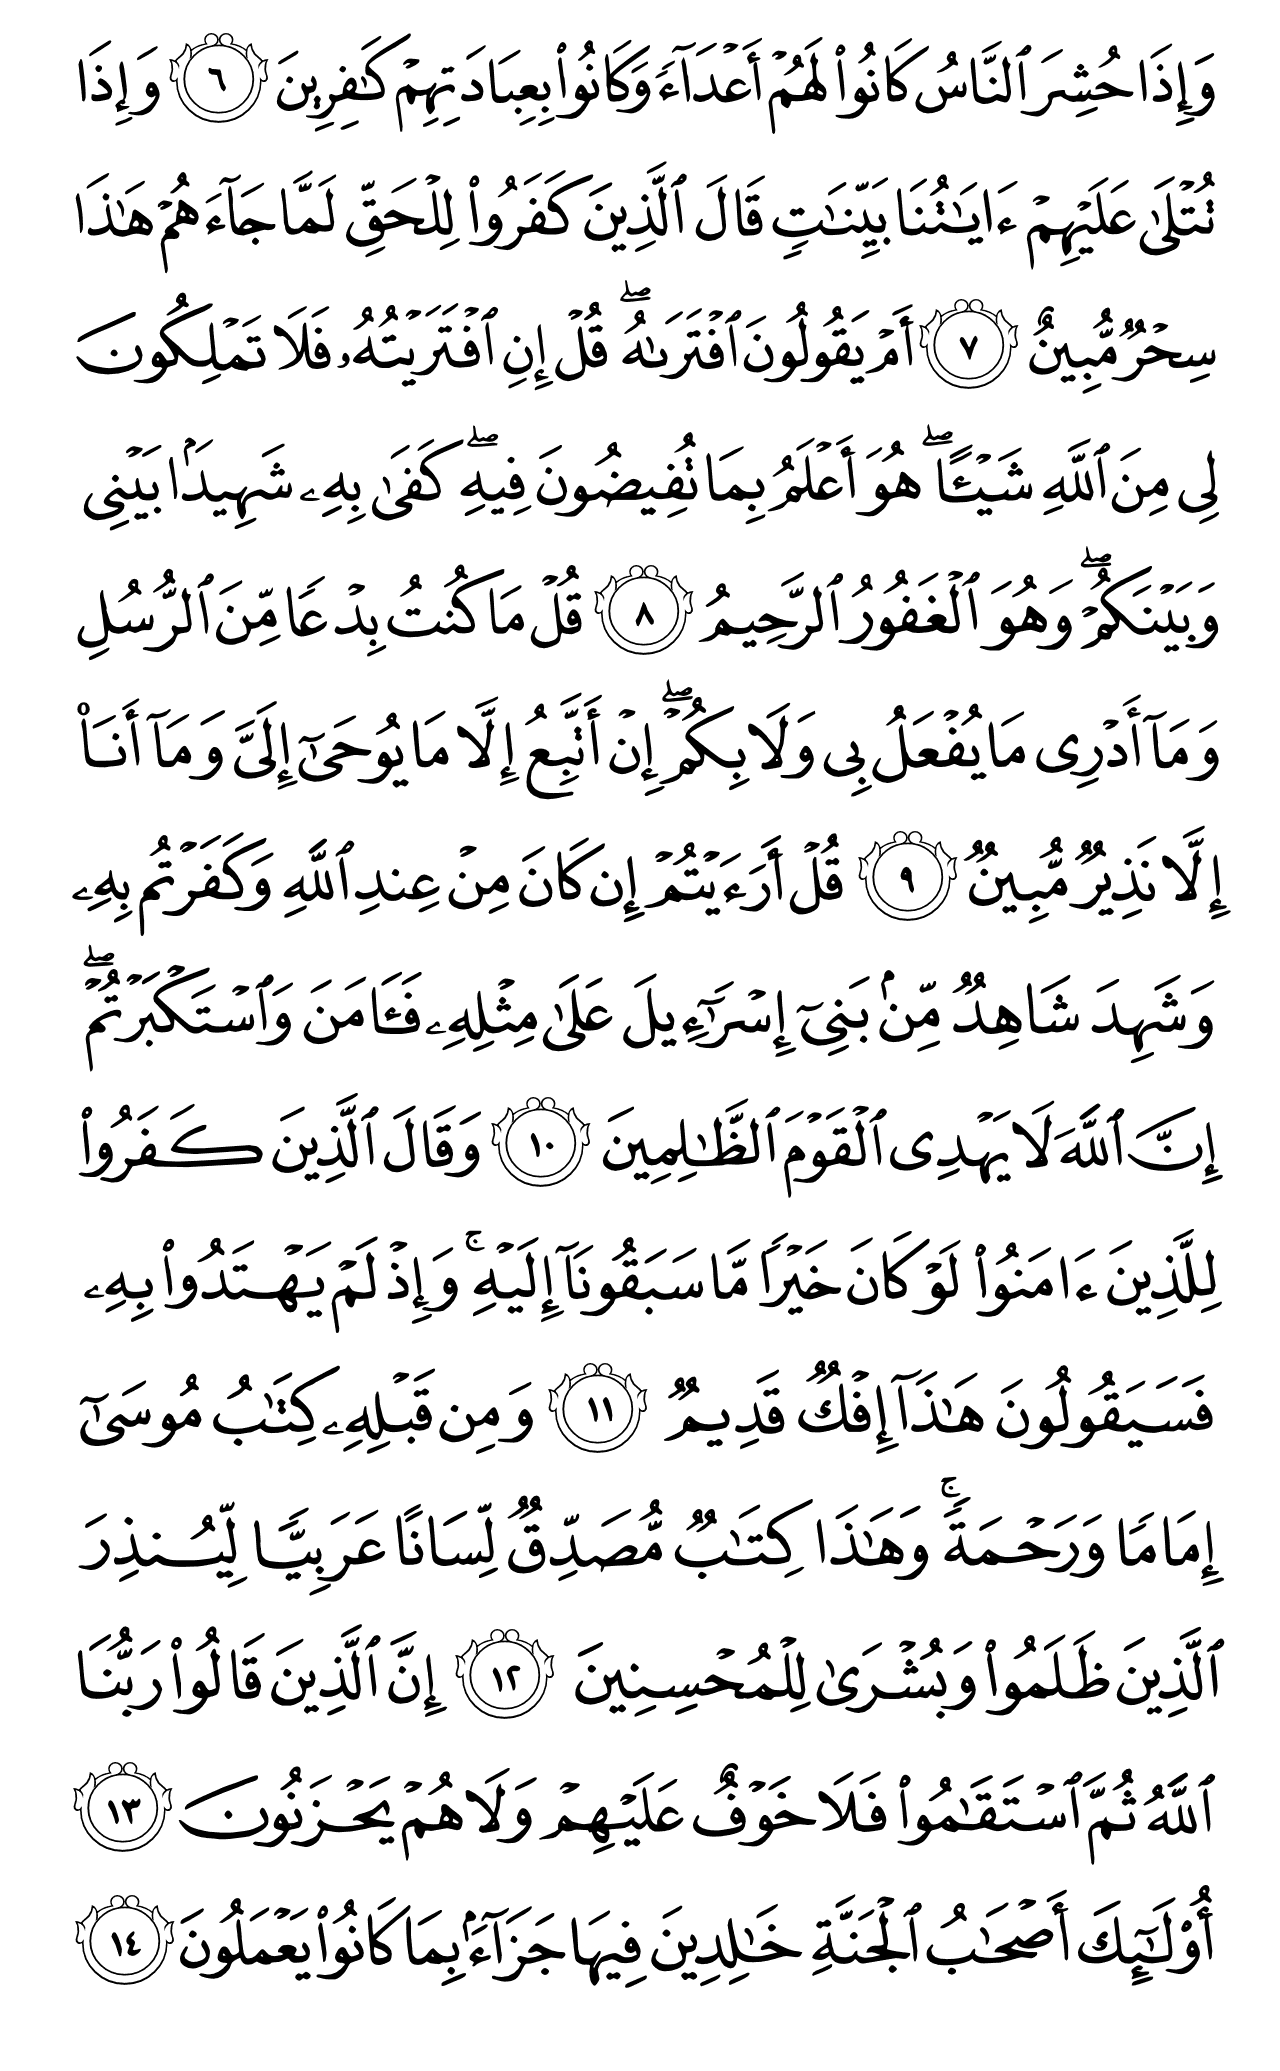 وَإِذَا حُشِرَ ٱلنَّاسُ كَانُوا۟ لَهُمْ أَعْدَآءً وَكَانُوا۟ بِعِبَادَتِهِمْ كَـٰفِرِينَ ٦ وَإِذَا
تُتْلَىٰ عَلَيْهِمْ ءَايَـٰتُنَا بَيِّنَـٰتٍ قَالَ ٱلَّذِينَ كَفَرُوا۟ لِلْحَقِّ لَمَّا جَآءَهُمْ هَـٰذَا
سِحْرٌ مُّبِينٌ ٧ أَمْ يَقُولُونَ ٱفْتَرَىٰهُ ۖ قُلْ إِنِ ٱفْتَرَيْتُهُۥ فَلَا تَمْلِكُونَ
لِى مِنَ ٱللَّهِ شَيْـًٔا ۖ هُوَ أَعْلَمُ بِمَا تُفِيضُونَ فِيهِ ۖ كَفَىٰ بِهِۦ شَهِيدًۢا بَيْنِى
وَبَيْنَكُمْ ۖ وَهُوَ ٱلْغَفُورُ ٱلرَّحِيمُ ٨ قُلْ مَا كُنتُ بِدْعًا مِّنَ ٱلرُّسُلِ
وَمَآ أَدْرِى مَا يُفْعَلُ بِى وَلَا بِكُمْ ۖ إِنْ أَتَّبِعُ إِلَّا مَا يُوحَىٰٓ إِلَىَّ وَمَآ أَنَا۠
إِلَّا نَذِيرٌ مُّبِينٌ ٩ قُلْ أَرَءَيْتُمْ إِن كَانَ مِنْ عِندِ ٱللَّهِ وَكَفَرْتُم بِهِۦ
وَشَهِدَ شَاهِدٌ مِّنۢ بَنِىٓ إِسْرَٰٓءِيلَ عَلَىٰ مِثْلِهِۦ فَـَٔامَنَ وَٱسْتَكْبَرْتُمْ ۖ
إِنَّ ٱللَّهَ لَا يَهْدِى ٱلْقَوْمَ ٱلظَّـٰلِمِينَ ١٠ وَقَالَ ٱلَّذِينَ كَفَرُوا۟
لِلَّذِينَ ءَامَنُوا۟ لَوْ كَانَ خَيْرًا مَّا سَبَقُونَآ إِلَيْهِ ۚ وَإِذْ لَمْ يَهْتَدُوا۟ بِهِۦ
فَسَيَقُولُونَ هَـٰذَآ إِفْكٌ قَدِيمٌ ١١ وَمِن قَبْلِهِۦ كِتَـٰبُ مُوسَىٰٓ
إِمَامًا وَرَحْمَةً ۚ وَهَـٰذَا كِتَـٰبٌ مُّصَدِّقٌ لِّسَانًا عَرَبِيًّا لِّيُنذِرَ
ٱلَّذِينَ ظَلَمُوا۟ وَبُشْرَىٰ لِلْمُحْسِنِينَ ١٢ إِنَّ ٱلَّذِينَ قَالُوا۟ رَبُّنَا
ٱللَّهُ ثُمَّ ٱسْتَقَـٰمُوا۟ فَلَا خَوْفٌ عَلَيْهِمْ وَلَا هُمْ يَحْزَنُونَ ١٣
أُو۟لَـٰٓئِكَ أَصْحَـٰبُ ٱلْجَنَّةِ خَـٰلِدِينَ فِيهَا جَزَآءًۢ بِمَا كَانُوا۟ يَعْمَلُونَ ١٤